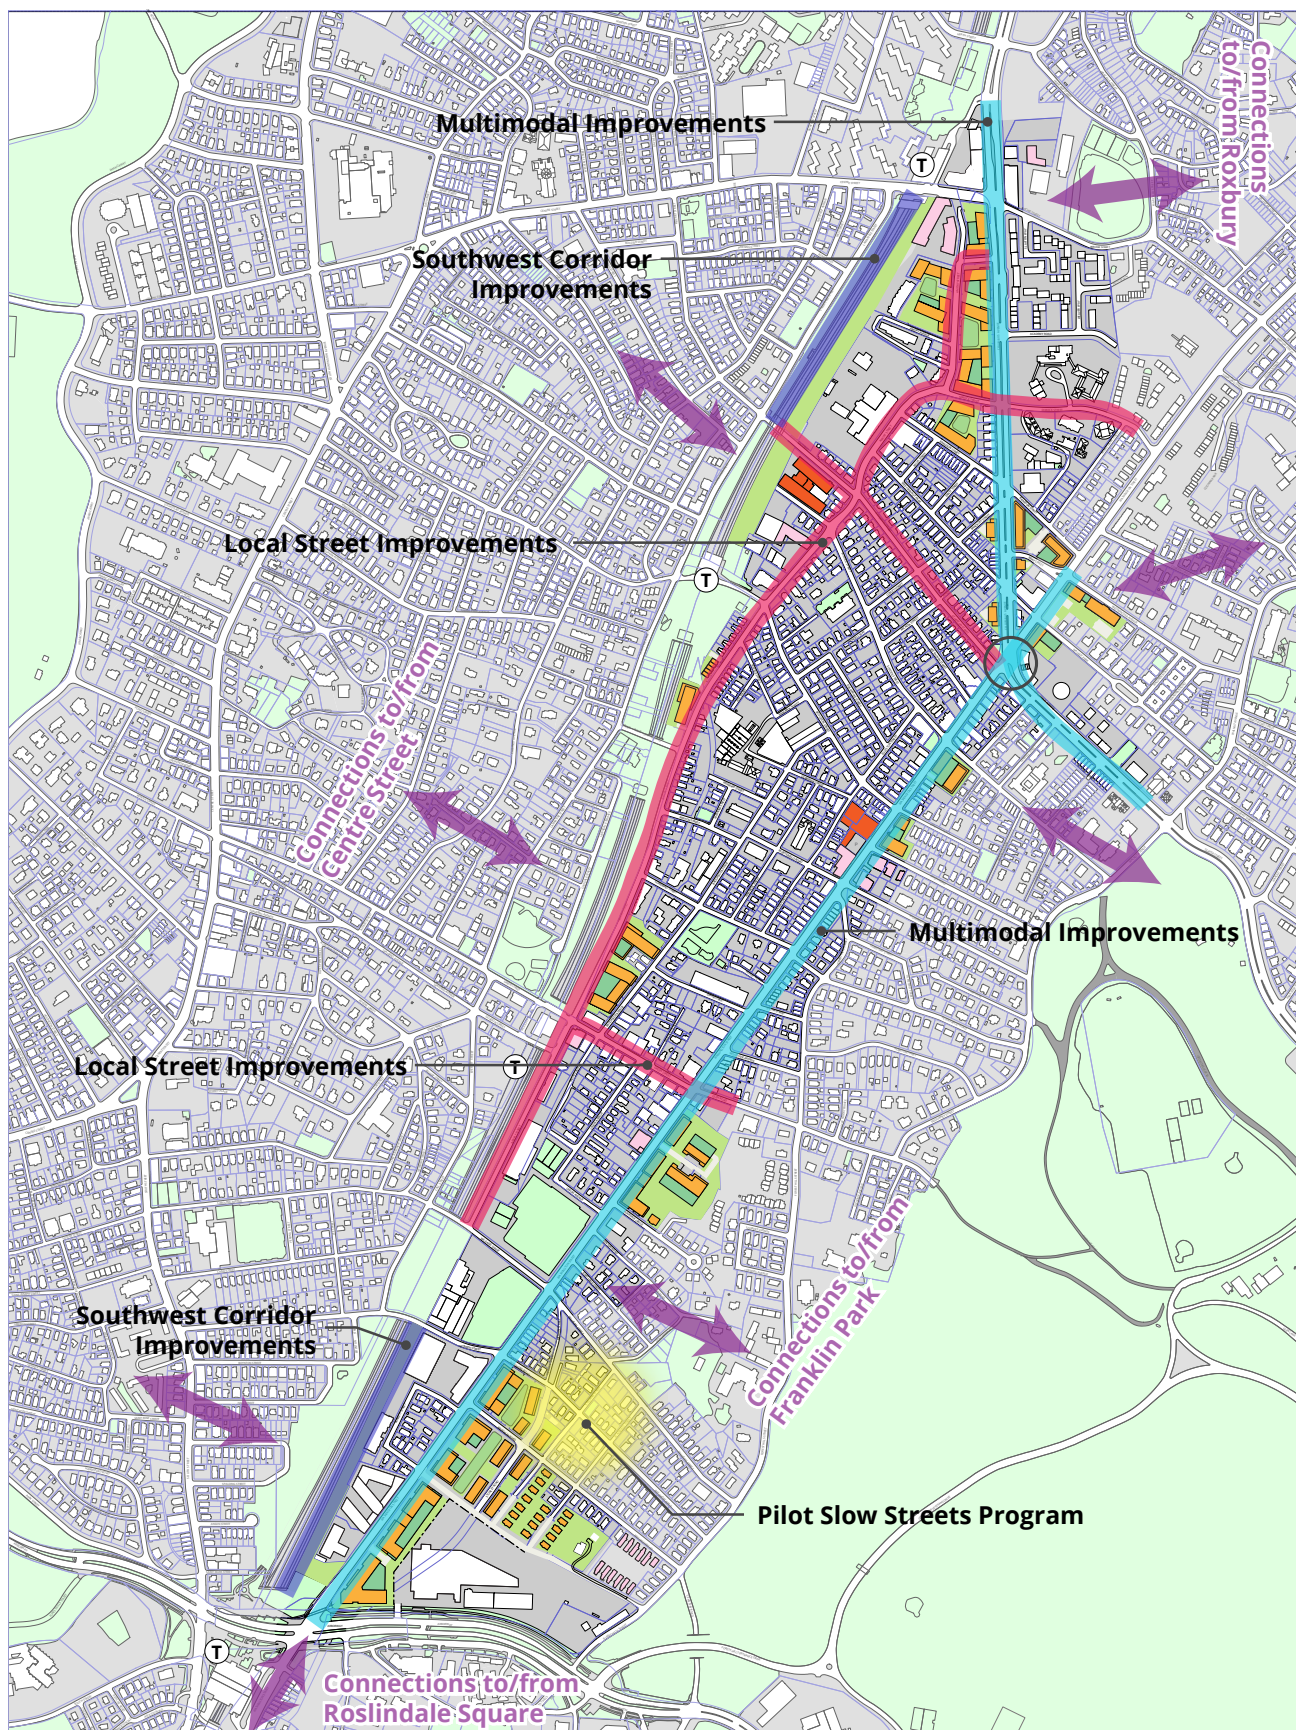 Connections
to/from Roxbury
Multimodal Improvements
T
Southwest Corridor
Improvements
Local Street Improvements
T
Connections to/from
Centre Street
Multimodal Improvements
Local Street Improvements
T
Connections to/from
Franklin Park
Southwest Corridor
Improvements
Pilot Slow Streets Program
T
Connections to/from
Roslindale Square